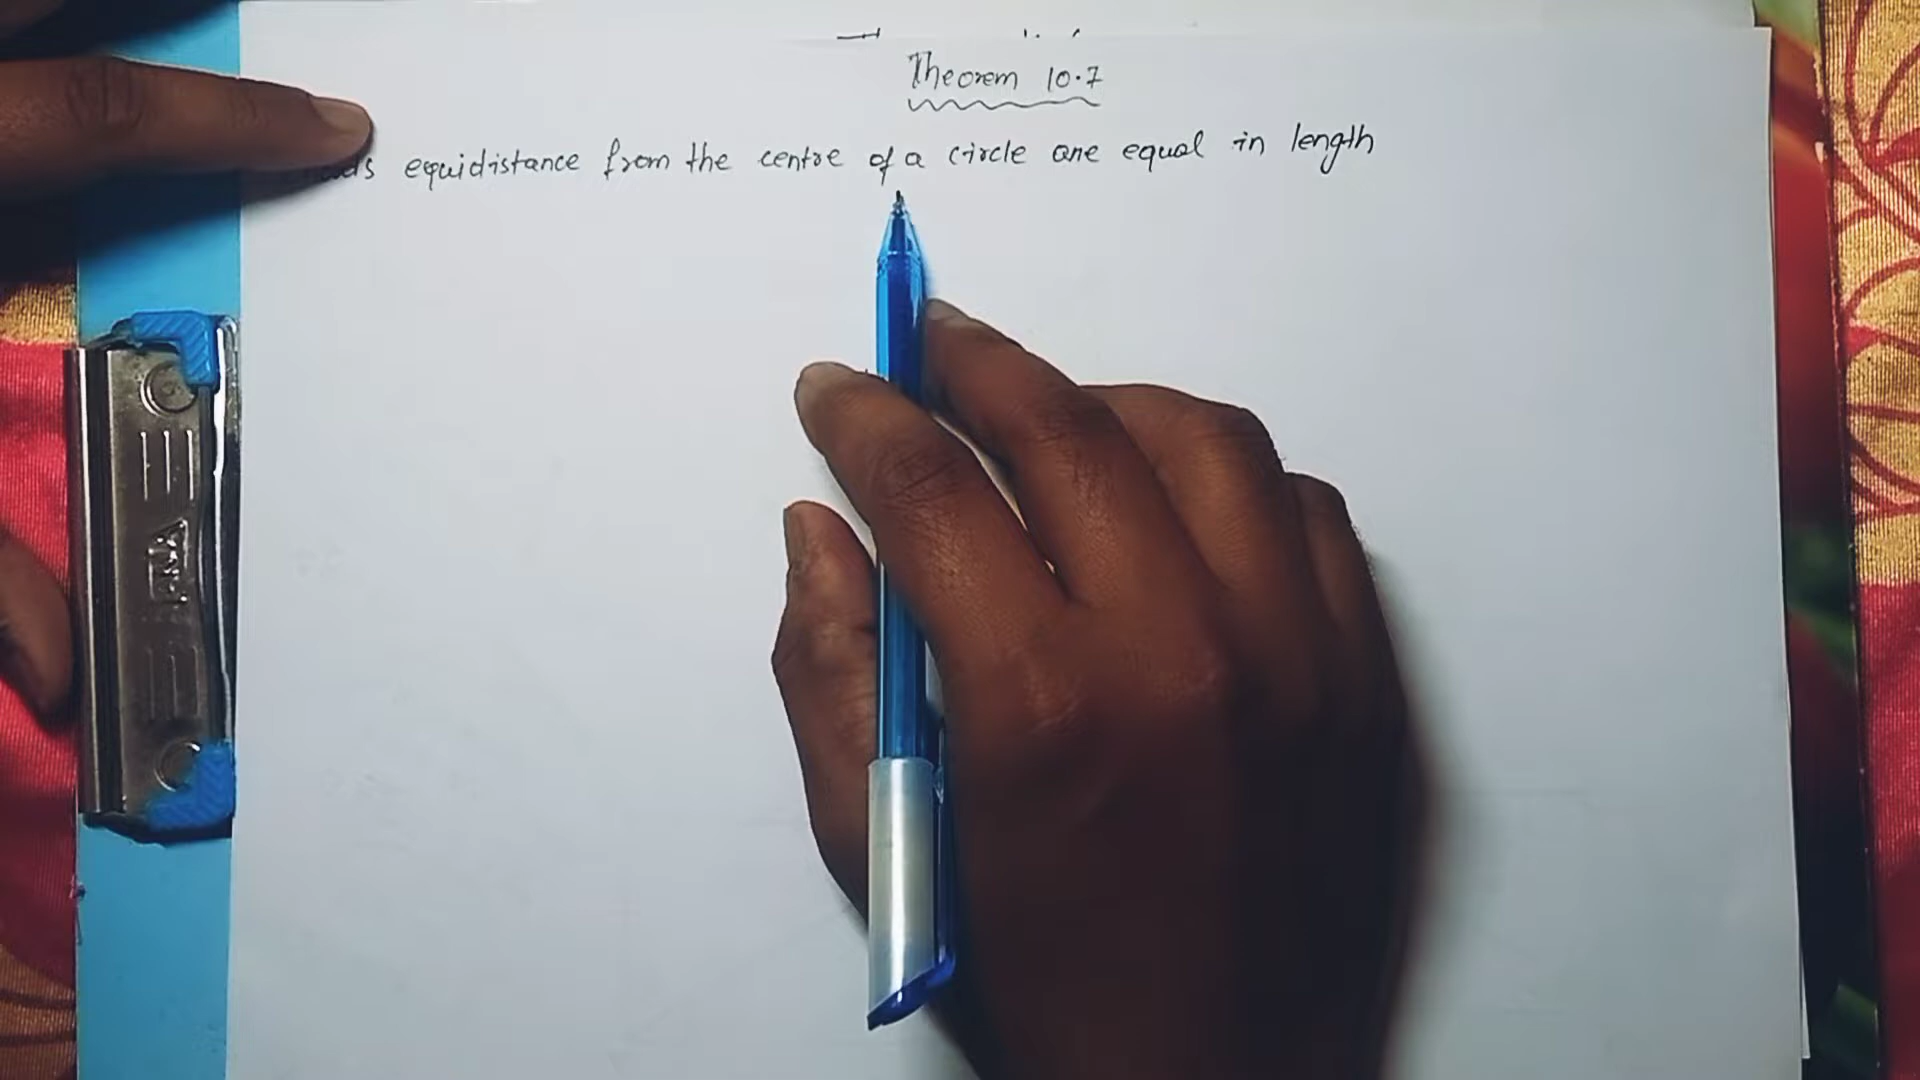 Theorem 10.7
equidistance from the centre of a circle are equal in length